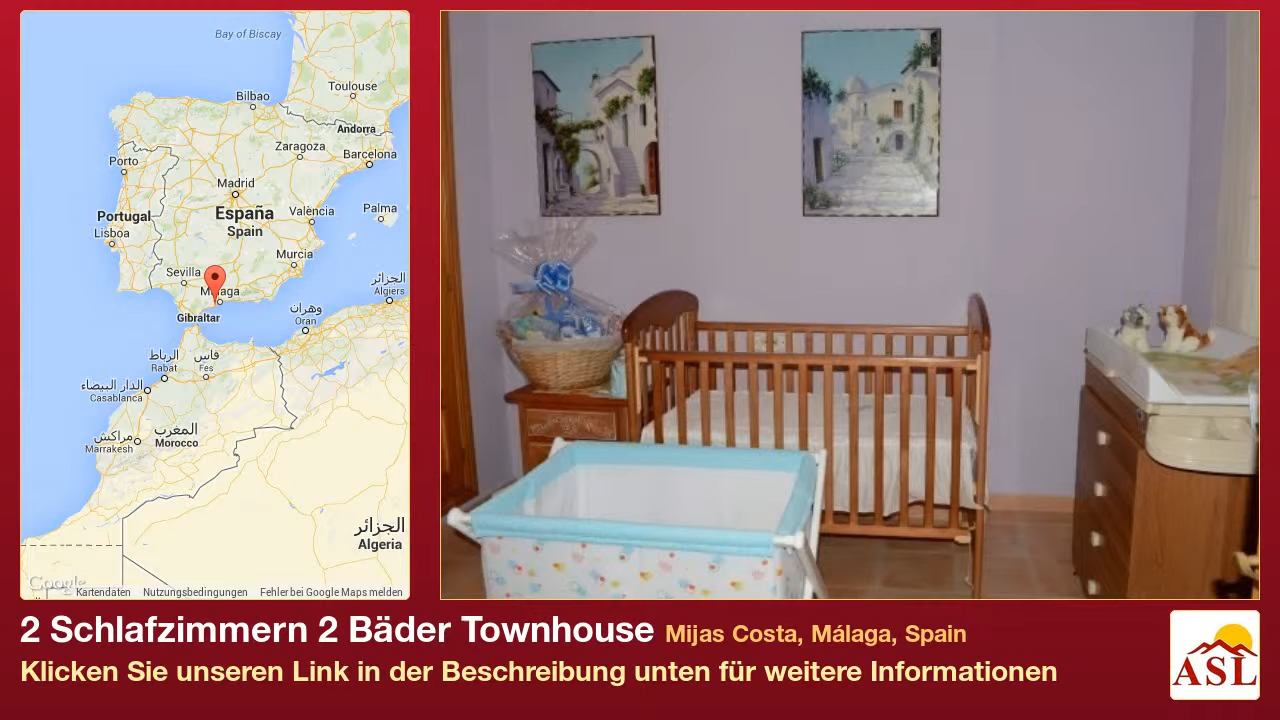 Bay of Biscay
Toulouse
Bilbao
Andorra
Zaragoza
Barcelona
Porto
Madrid
España
Spain
València
Palma
Portugal
Lisboa
Murcia
Sevilla
الجزائر
Algiers
Gibraltar
وهران
Oran
الرباط
Rabat
فاس
Fes
الدار البيضاء
Casablanca
المغرب
Morocco
مراكش
Marrakesh
الجزائر
Algeria
Google
Kartendaten Nutzungsbedingungen Fehler bei Google Maps melden
2 Schlafzimmern 2 Bäder Townhouse Mijas Costa, Málaga, Spain
Klicken Sie unseren Link in der Beschreibung unten für weitere Informationen
ASL